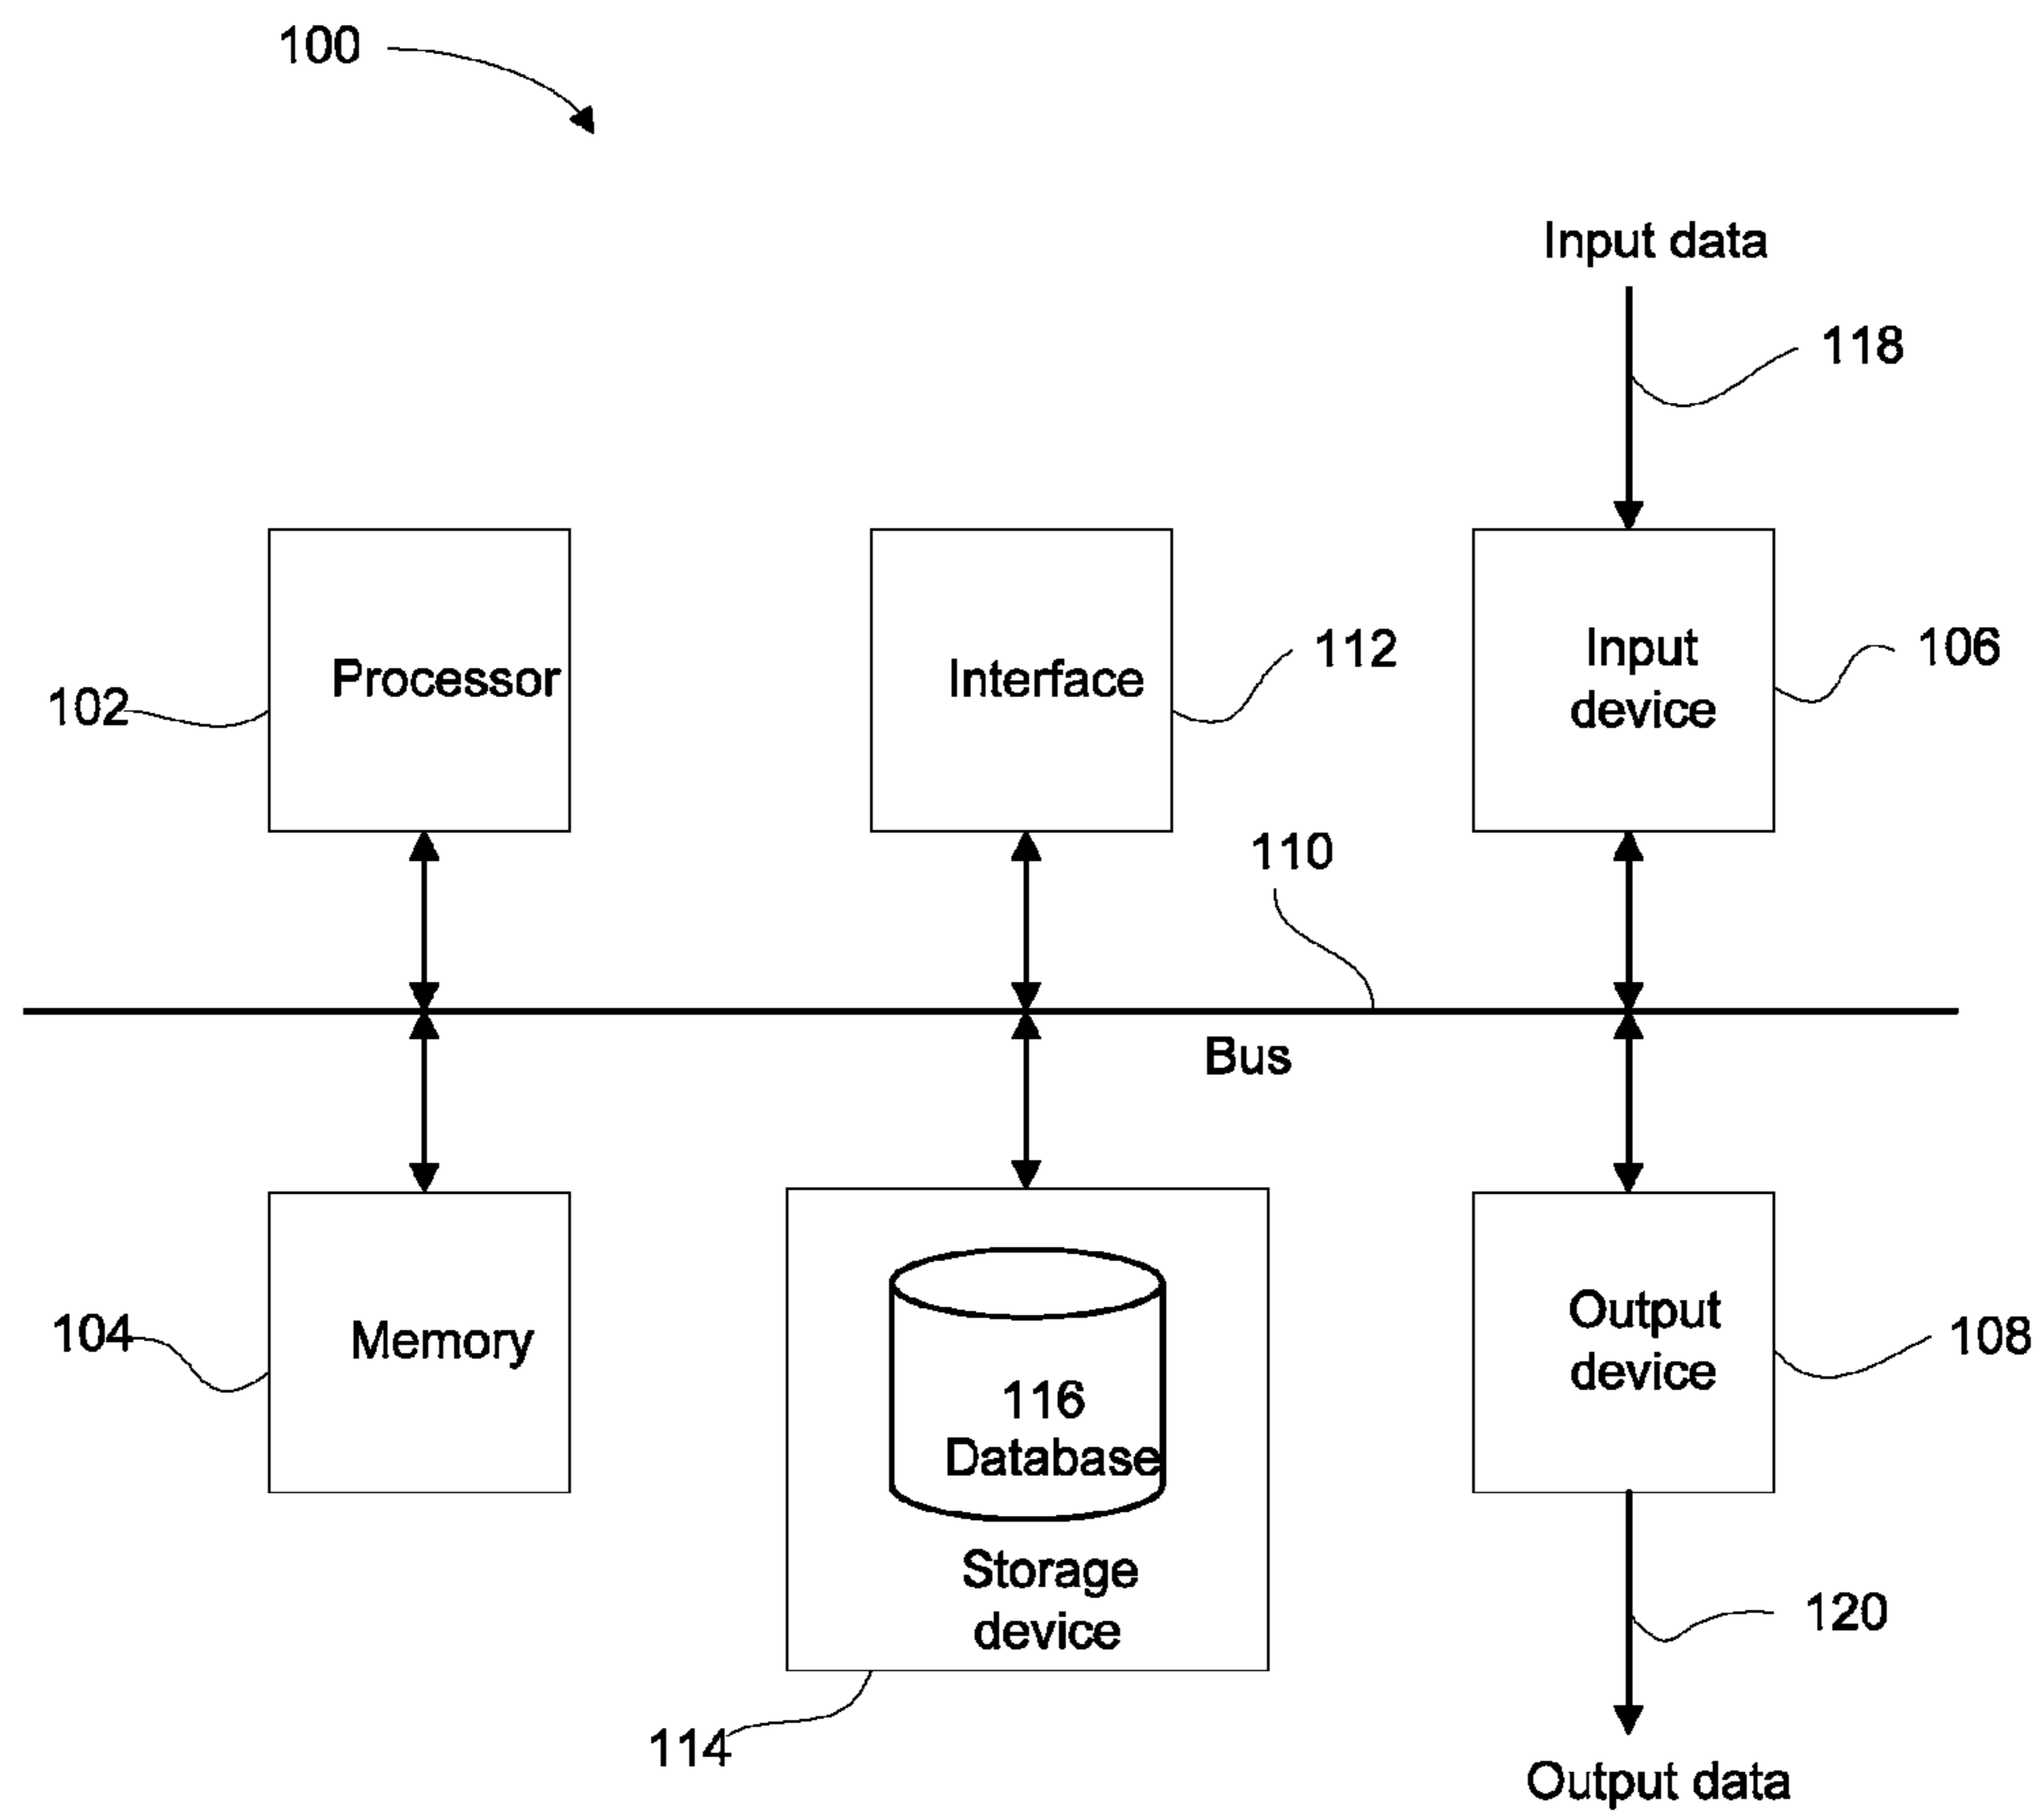 100
Input data
118
Processor
Interface
Input
device
102
112
106
110
Bus
Memory
104
116
Database
Storage
device
114
Output
device
108
120
Output data